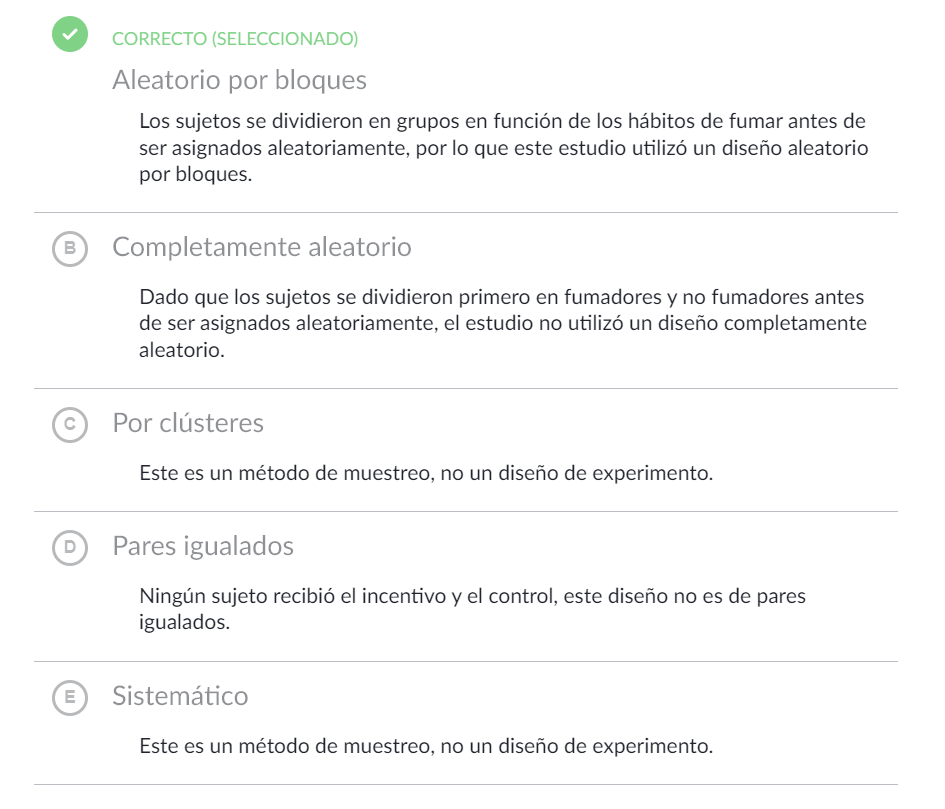 CORRECTO (SELECCIONADO)
Aleatorio por bloques
Los sujetos se dividieron en grupos en función de los hábitos de fumar antes de
ser asignados aleatoriamente, por lo que este estudio utilizó un diseño aleatorio
por bloques.
B Completamente aleatorio
Dado que los sujetos se dividieron primero en fumadores y no fumadores antes
de ser asignados aleatoriamente, el estudio no utilizó un diseño completamente
aleatorio.
C Por clústeres
Este es un método de muestreo, no un diseño de experimento.
D Pares igualados
Ningún sujeto recibió el incentivo y el control, este diseño no es de pares
igualados.
E Sistemático
Este es un método de muestreo, no un diseño de experimento.